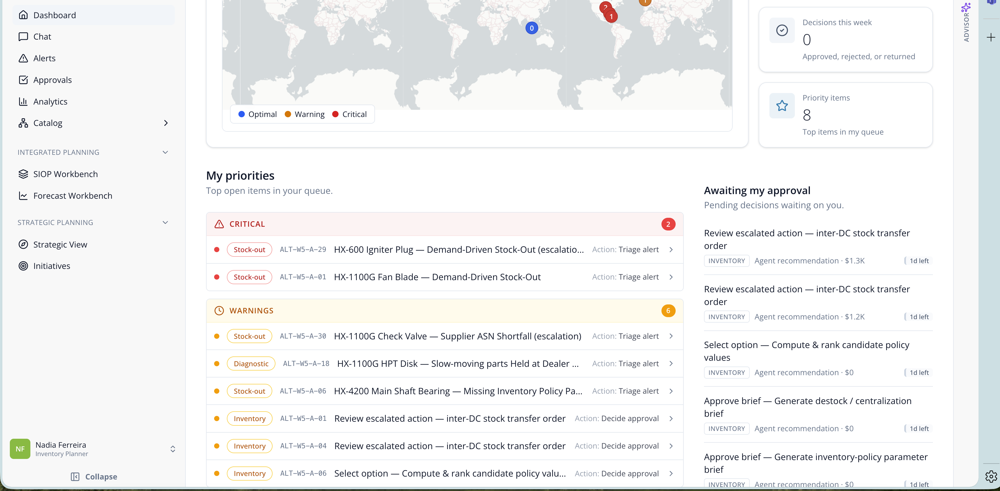 Dashboard
Chat
Alerts
Approvals
Analytics
Catalog
INTEGRATED PLANNING
SIOP Workbench
Forecast Workbench
STRATEGIC PLANNING
Strategic View
Initiatives
NF
Nadia Ferreira
Inventory Planner
Collapse
2
1
1
0
Optimal
Warning
Critical
Decisions this week
0
Approved, rejected, or returned
Priority items
8
Top items in my queue
ADVISOR
My priorities
Top open items in your queue.
CRITICAL 2
Stock-out ALT-W5-A-29 HX-600 Igniter Plug — Demand-Driven Stock-Out (escalatio... Action: Triage alert
Stock-out ALT-W5-A-01 HX-1100G Fan Blade — Demand-Driven Stock-Out Action: Triage alert
WARNINGS 6
Stock-out ALT-W5-A-30 HX-1100G Check Valve — Supplier ASN Shortfall (escalation) Action: Triage alert
Diagnostic ALT-W5-A-18 HX-1100G HPT Disk — Slow-moving parts Held at Dealer ... Action: Triage alert
Stock-out ALT-W5-A-06 HX-4200 Main Shaft Bearing — Missing Inventory Policy Pa... Action: Triage alert
Inventory ALT-W5-A-01 Review escalated action — inter-DC stock transfer order Action: Decide approval
Inventory ALT-W5-A-04 Review escalated action — inter-DC stock transfer order Action: Decide approval
Inventory ALT-W5-A-06 Select option — Compute & rank candidate policy valu... Action: Decide approval
Awaiting my approval
Pending decisions waiting on you.
Review escalated action — inter-DC stock transfer
order
INVENTORY Agent recommendation · $1.3K 1d left
Review escalated action — inter-DC stock transfer
order
INVENTORY Agent recommendation · $1.2K 1d left
Select option — Compute & rank candidate policy
values
INVENTORY Agent recommendation · $0 1d left
Approve brief — Generate destock / centralization
brief
INVENTORY Agent recommendation · $0 1d left
Approve brief — Generate inventory-policy parameter
brief
INVENTORY Agent recommendation · $0 1d left